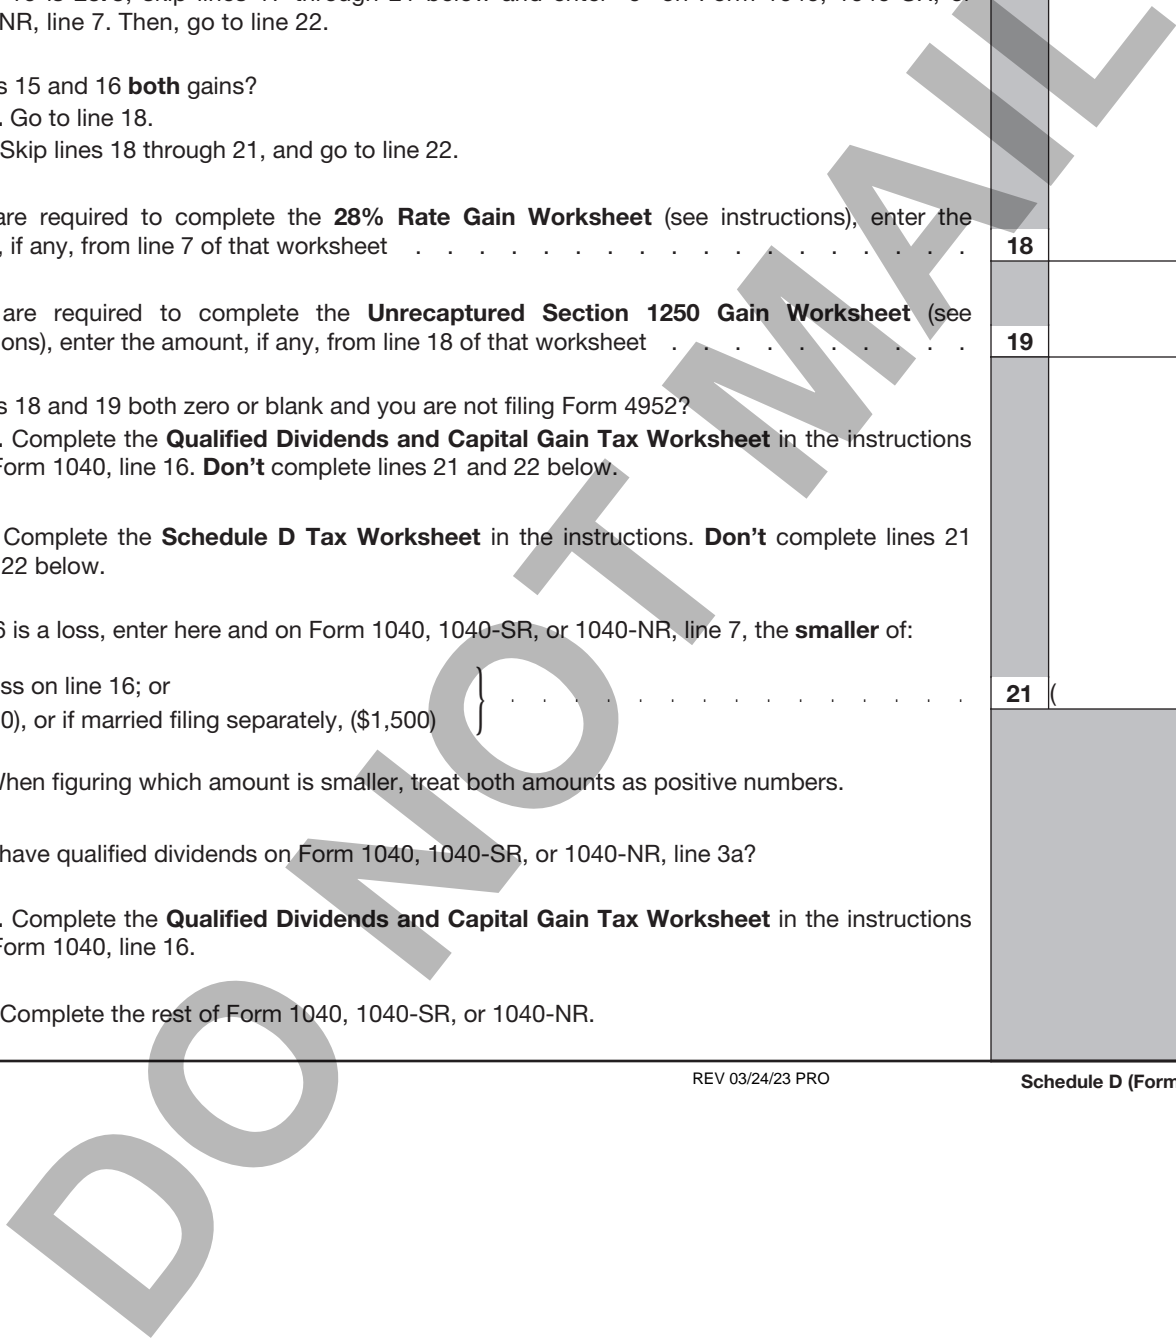 NR, line 7. Then, go to line 22.
s 15 and 16 both gains?
. Go to line 18.
Skip lines 18 through 21, and go to line 22.
are required to complete the 28% Rate Gain Worksheet (see instructions), enter the
, if any, from line 7 of that worksheet . . . . . . . . . . . . . . . . . . 18
are required to complete the Unrecaptured Section 1250 Gain Worksheet (see
ons), enter the amount, if any, from line 18 of that worksheet . . . . . . . . . . 19
s 18 and 19 both zero or blank and you are not filing Form 4952?
. Complete the Qualified Dividends and Capital Gain Tax Worksheet in the instructions
Form 1040, line 16. Don't complete lines 21 and 22 below.
Complete the Schedule D Tax Worksheet in the instructions. Don't complete lines 21
22 below.
6 is a loss, enter here and on Form 1040, 1040-SR, or 1040-NR, line 7, the smaller of:
ss on line 16; or
0), or if married filing separately, ($1,500) } . . . . . . . . . . . . . . . 21 (
When figuring which amount is smaller, treat both amounts as positive numbers.
have qualified dividends on Form 1040, 1040-SR, or 1040-NR, line 3a?
. Complete the Qualified Dividends and Capital Gain Tax Worksheet in the instructions
Form 1040, line 16.
Complete the rest of Form 1040, 1040-SR, or 1040-NR.
REV 03/24/23 PRO Schedule D (Form
DO NOT MAIL